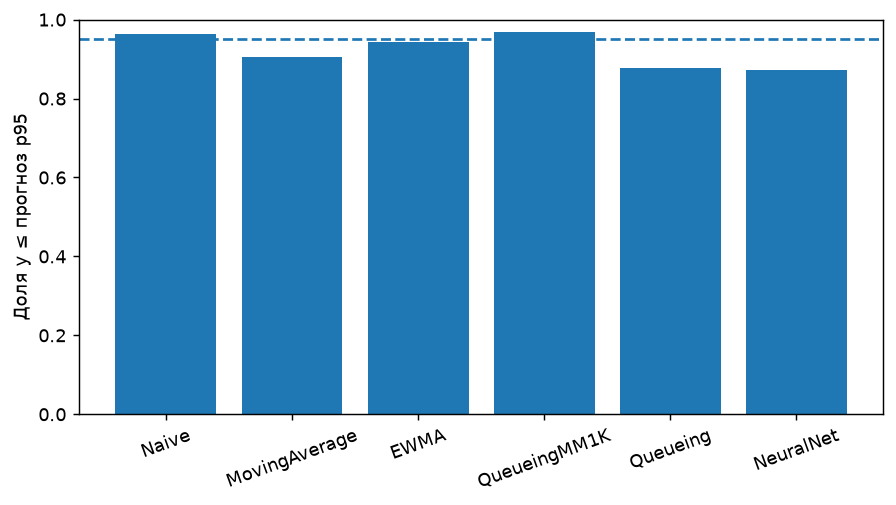 Доля y ≤ прогноз p95
1.0
0.8
0.6
0.4
0.2
0.0
Naive
MovingAverage
EWMA
QueueingMM1K
Queueing
NeuralNet